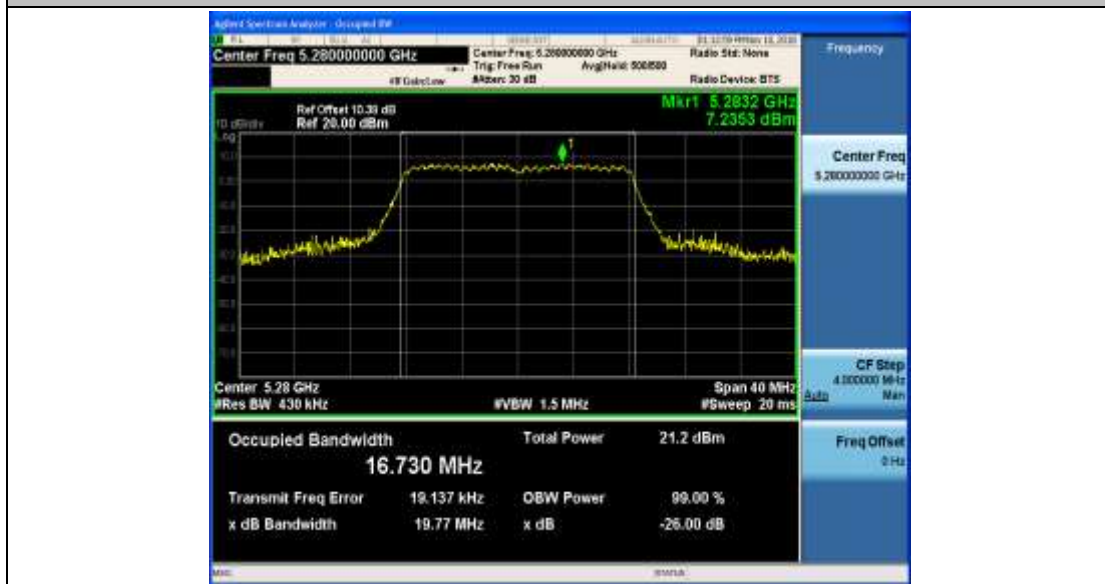 Agilent Spectrum Analyzer - Occupied BW
Center Freq 5.280000000 GHz
Center Freq: 5.280000000 GHz
Trig: Free Run
Avg|Hold: 500/500
#IFGain:Low
#Atten: 30 dB
Radio Std: None
Radio Device: BTS
Frequency
Ref Offset 10.39 dB
10 dB/div
Ref 20.00 dBm
Mkr1 5.2832 GHz
7.2353 dBm
Log
1
Center Freq
5.280000000 GHz
Center 5.28 GHz
Span 40 MHz
#Res BW 430 kHz
#VBW 1.5 MHz
#Sweep 20 ms
CF Step
4.000000 MHz
Auto
Man
Occupied Bandwidth
Total Power
21.2 dBm
16.730 MHz
Freq Offset
0 Hz
Transmit Freq Error
19.137 kHz
OBW Power
99.00 %
x dB Bandwidth
19.77 MHz
x dB
-26.00 dB
MSG
STATUS